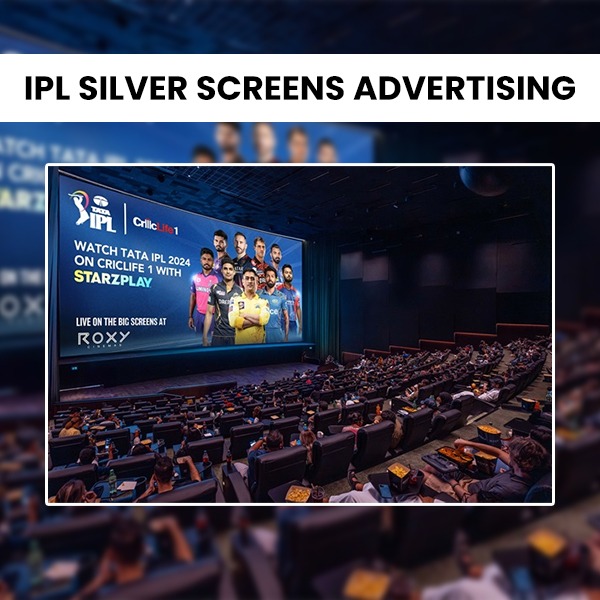 IPL SILVER SCREENS ADVERTISING
TATA
IPL
CricLife 1
WATCH TATA IPL 2024
ON CRICLIFE 1 WITH
STARZPLAY
LIVE ON THE BIG SCREENS AT
ROXY
CINEMAS